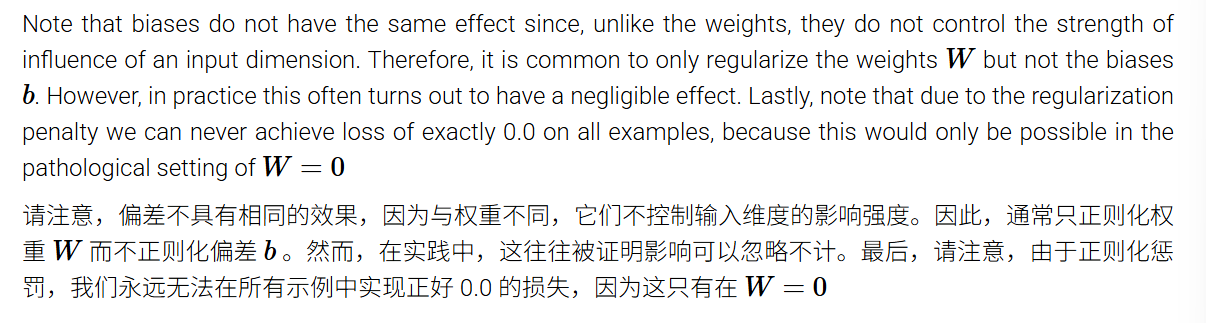 Note that biases do not have the same effect since, unlike the weights, they do not control the strength of
influence of an input dimension. Therefore, it is common to only regularize the weights W but not the biases
b. However, in practice this often turns out to have a negligible effect. Lastly, note that due to the regularization
penalty we can never achieve loss of exactly 0.0 on all examples, because this would only be possible in the
pathological setting of W = 0
请注意，偏差不具有相同的效果，因为与权重不同，它们不控制输入维度的影响强度。因此，通常只正则化权
重 W 而不正则化偏差 b 。然而，在实践中，这往往被证明影响可以忽略不计。最后，请注意，由于正则化惩
罚，我们永远无法在所有示例中实现正好 0.0 的损失，因为这只有在 W = 0